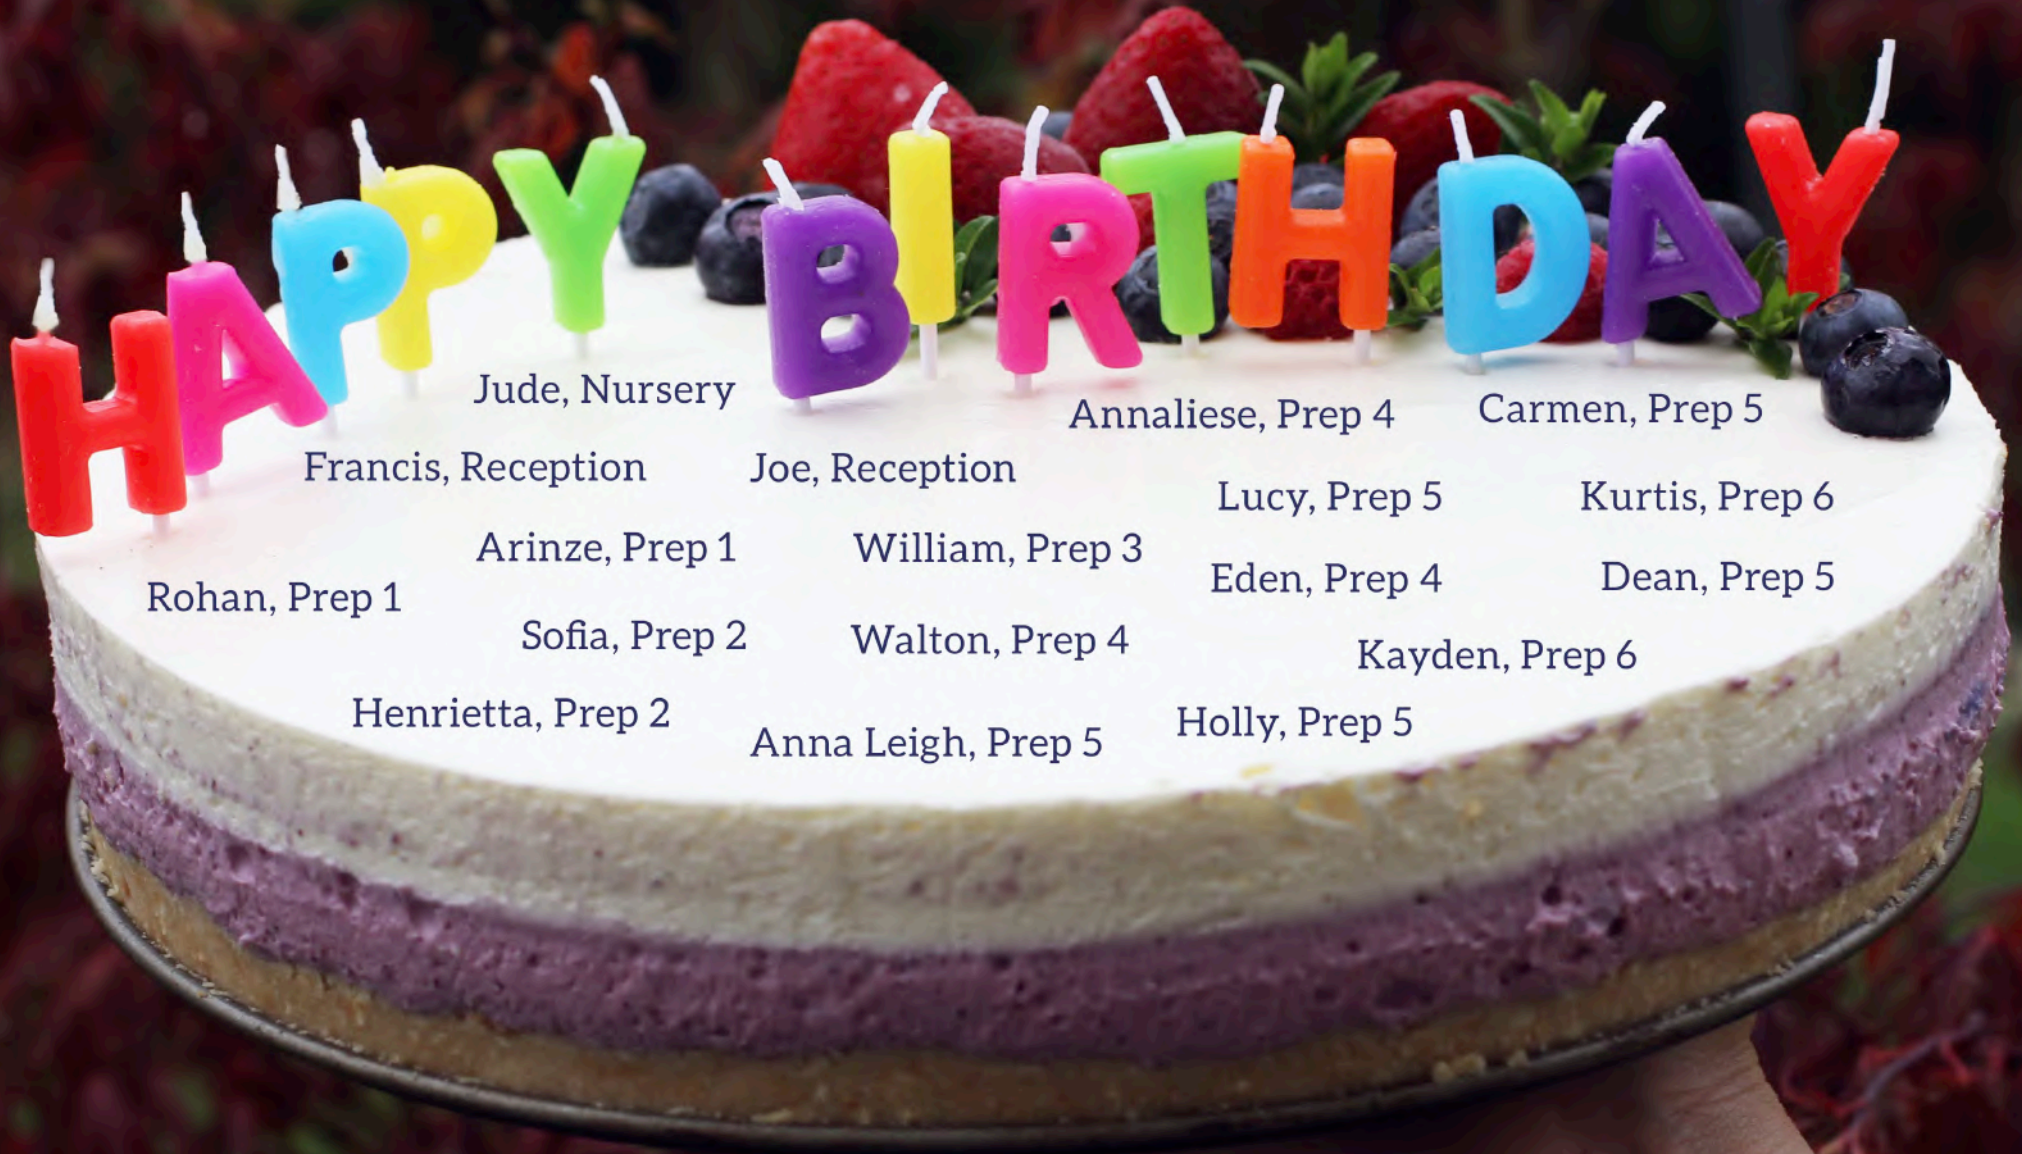 HAPPY BIRTHDAY
Jude, Nursery
Annaliese, Prep 4
Carmen, Prep 5
Francis, Reception
Joe, Reception
Lucy, Prep 5
Kurtis, Prep 6
Arinze, Prep 1
William, Prep 3
Eden, Prep 4
Dean, Prep 5
Rohan, Prep 1
Sofia, Prep 2
Walton, Prep 4
Kayden, Prep 6
Henrietta, Prep 2
Anna Leigh, Prep 5
Holly, Prep 5